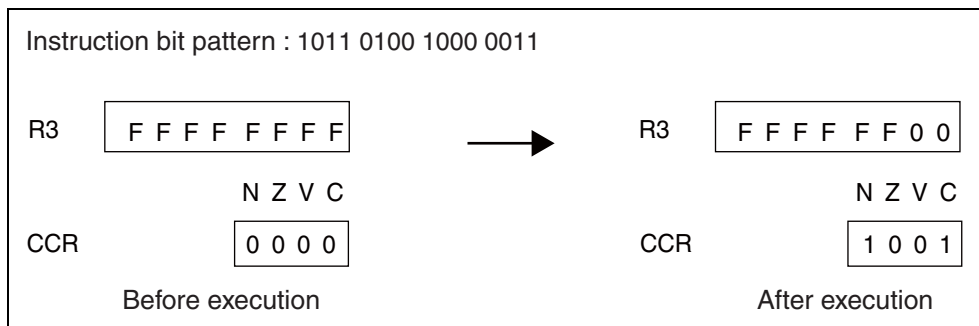 Instruction bit pattern : 1011 0100 1000 0011
R3 F F F F F F F F R3 F F F F F F 0 0
N Z V C N Z V C
CCR 0 0 0 0 CCR 1 0 0 1
Before execution After execution